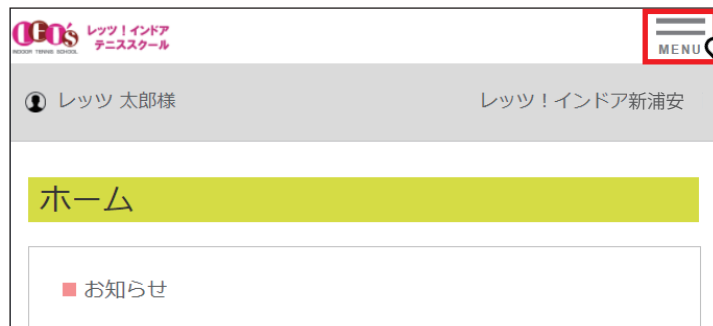 レッツ！インドア
テニススクール
INDOOR TENNIS SCHOOL
MENU
レッツ 太郎様
レッツ！インドア新浦安
ホーム
お知らせ